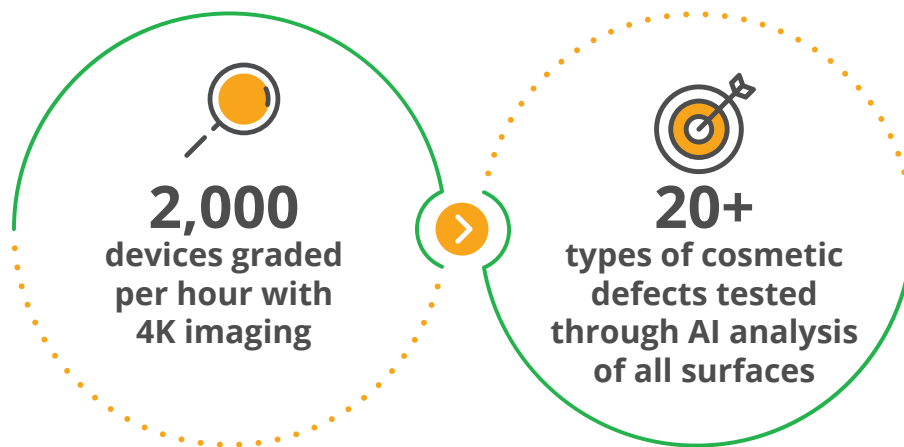 2,000
devices graded
per hour with
4K imaging
20+
types of cosmetic
defects tested
through AI analysis
of all surfaces